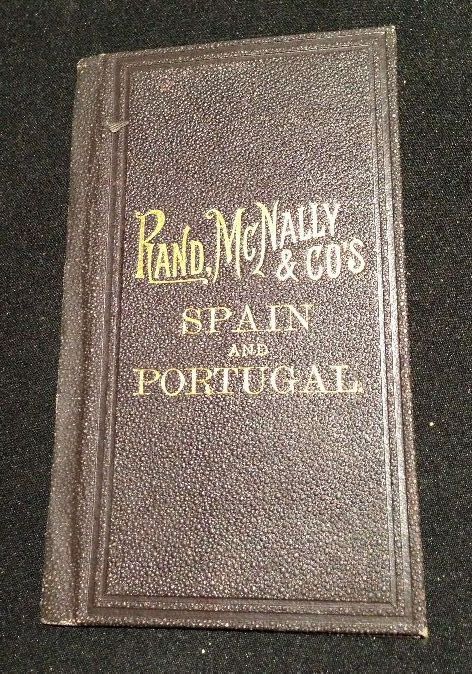 RAND, McNALLY
& CO'S
SPAIN
AND
PORTUGAL